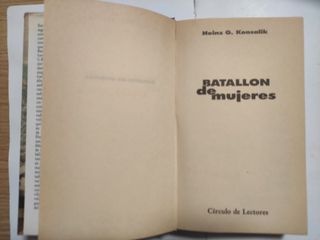 Heinz G. Konsalik
BATALLON
de mujeres
Círculo de Lectores